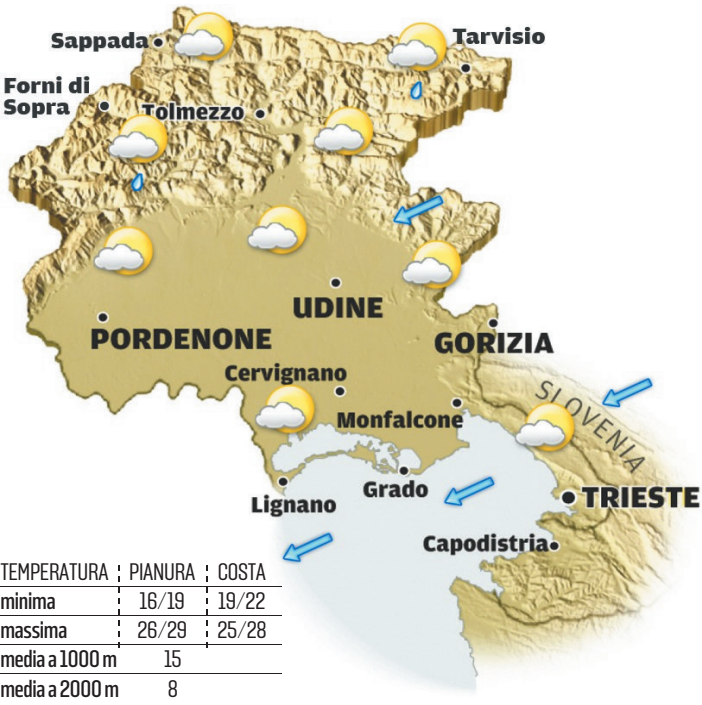 Sappada
Tarvisio
Forni di
Sopra
Tolmezzo
UDINE
PORDENONE
GORIZIA
Cervignano
SLOVENIA
Monfalcone
Grado
Lignano
TRIESTE
Capodistria
TEMPERATURA PIANURA COSTA
minima 16/19 19/22
massima 26/29 25/28
media a 1000 m 15
media a 2000 m 8